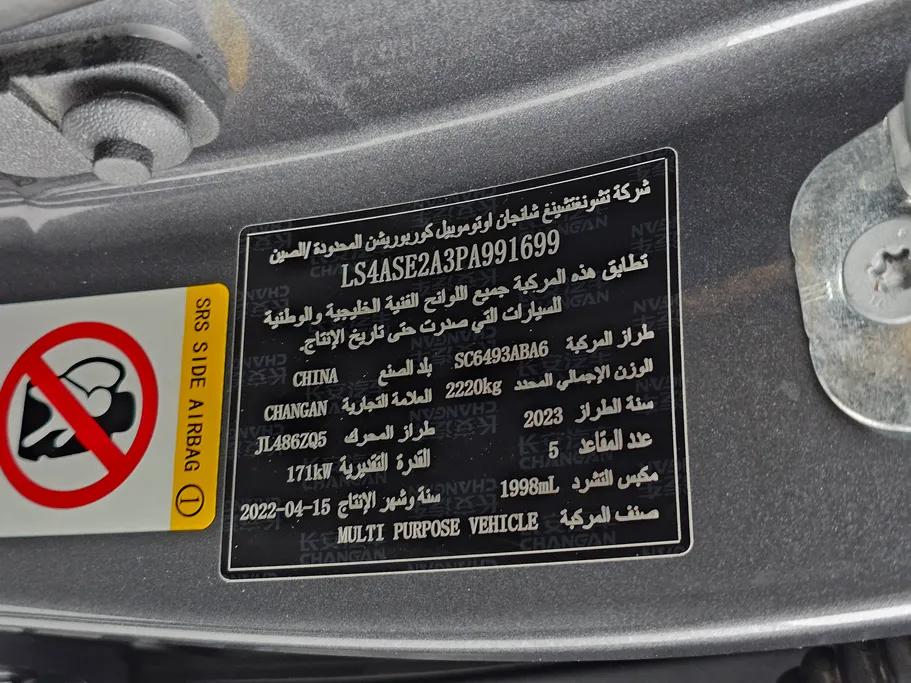 شركة تشونغتشينغ شانجان اوتوموبيل كوربوريشن المحدودة /الصين
LS4ASE2A3PA991699
تطابق هذه المركبة جميع اللوائح الفنية الخليجية والوطنية
للسيارات التي صدرت حتى تاريخ الإنتاج.
طراز المركبة SC6493ABA6 بلد الصنع CHINA
الوزن الإجمالي المحدد 2220kg العلامة التجارية CHANGAN
سنة الطراز 2023 طراز المحرك JL486ZQ5
عدد المقاعد 5 القدرة التقديرية 171kW
مكبس التشرد 1998mL سنة وشهر الإنتاج 2022-04-15
صنف المركبة MULTI PURPOSE VEHICLE
SRS SIDE AIRBAG ①